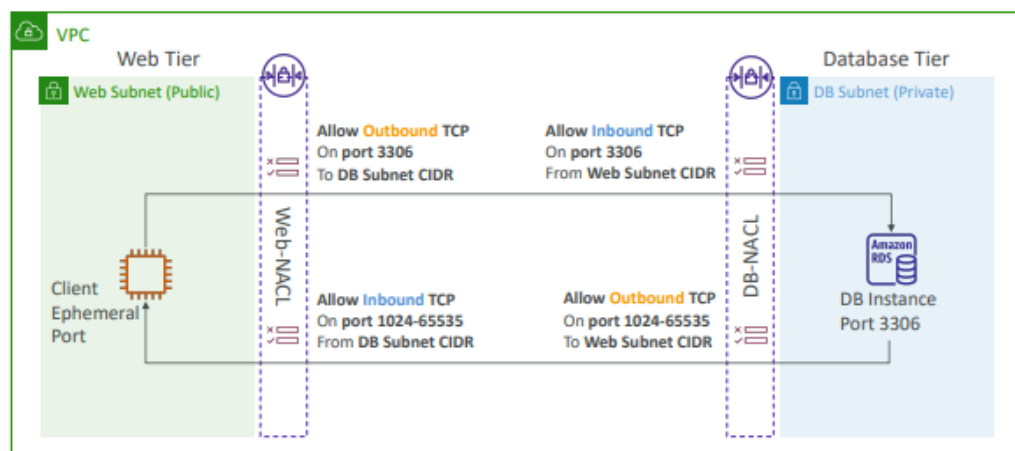 VPC
Web Tier
Database Tier
Web Subnet (Public)
DB Subnet (Private)
Allow Outbound TCP
On port 3306
To DB Subnet CIDR
Allow Inbound TCP
On port 3306
From Web Subnet CIDR
Web-NACL
DB-NACL
Amazon
RDS
Client
Ephemeral
Port
DB Instance
Port 3306
Allow Inbound TCP
On port 1024-65535
From DB Subnet CIDR
Allow Outbound TCP
On port 1024-65535
To Web Subnet CIDR